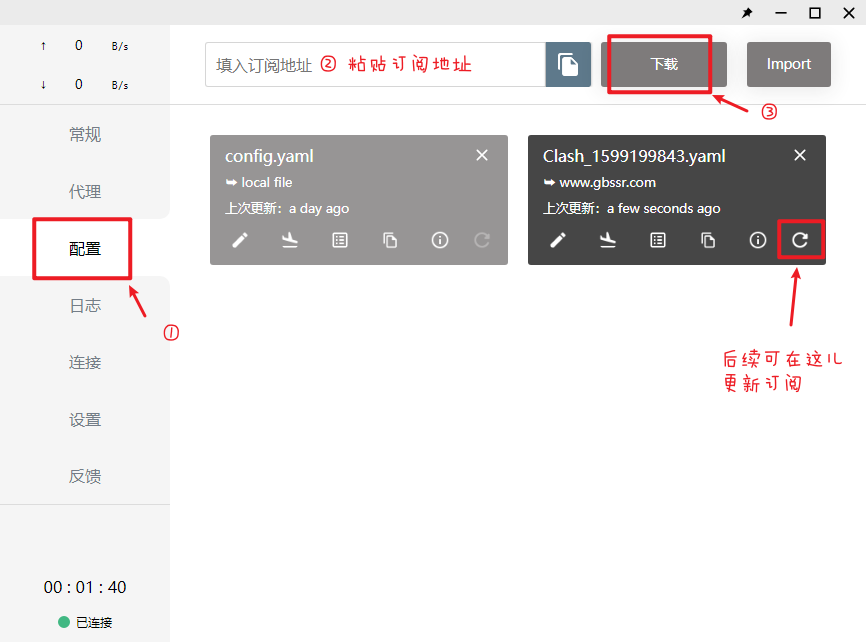 ↑ 0 B/s
↓ 0 B/s
填入订阅地址 ② 粘贴订阅地址
下载
Import
③
常规
代理
配置
①
日志
连接
设置
反馈
config.yaml
local file
上次更新：a day ago
Clash_1599199843.yaml
www.gbssr.com
上次更新：a few seconds ago
后续可在这儿
更新订阅
00 : 01 : 40
已连接